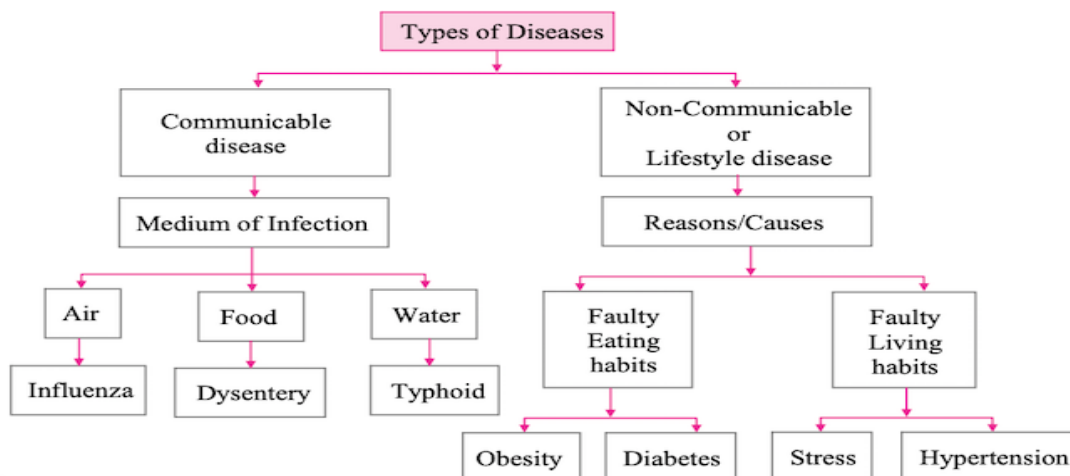 Types of Diseases
Communicable
disease
Non-Communicable
or
Lifestyle disease
Medium of Infection
Reasons/Causes
Air
Food
Water
Faulty
Eating
habits
Faulty
Living
habits
Influenza
Dysentery
Typhoid
Obesity
Diabetes
Stress
Hypertension